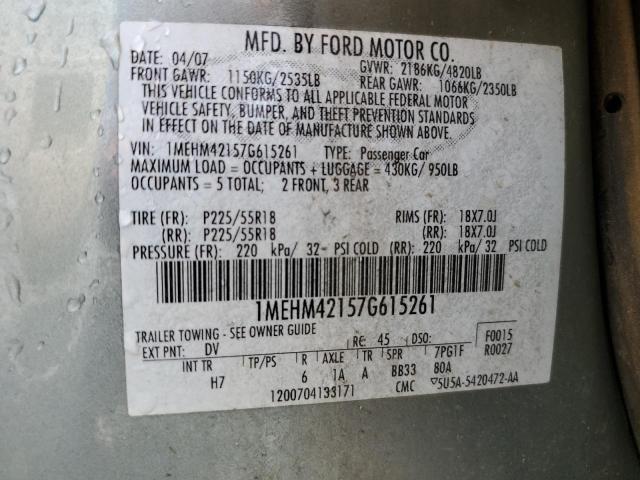 MFD. BY FORD MOTOR CO.
DATE: 04/07 GVWR: 2186KG/4820LB
FRONT GAWR: 1150KG/2535LB REAR GAWR: 1066KG/2350LB
THIS VEHICLE CONFORMS TO ALL APPLICABLE FEDERAL MOTOR
VEHICLE SAFETY, BUMPER, AND THEFT PREVENTION STANDARDS
IN EFFECT ON THE DATE OF MANUFACTURE SHOWN ABOVE.
VIN: 1MEHM42157G615261 TYPE: Passenger Car
MAXIMUM LOAD = OCCUPANTS + LUGGAGE = 430KG/ 950LB
OCCUPANTS = 5 TOTAL; 2 FRONT, 3 REAR
TIRE (FR): P225/55R18 RIMS (FR): 18X7.0J
(RR): P225/55R18 (RR): 18X7.0J
PRESSURE (FR): 220 kPa/ 32- PSI COLD (RR): 220 kPa/ 32 PSI COLD
1MEHM42157G615261
TRAILER TOWING - SEE OWNER GUIDE
EXT PNT: DV RC: 45 DSO: F0015
R0027
INT TR TP/PS R AXLE TR SPR 7PG1F
H7 6 1A A BB33 80A
1200704133171 CMC ▽5U5A-5420472-AA